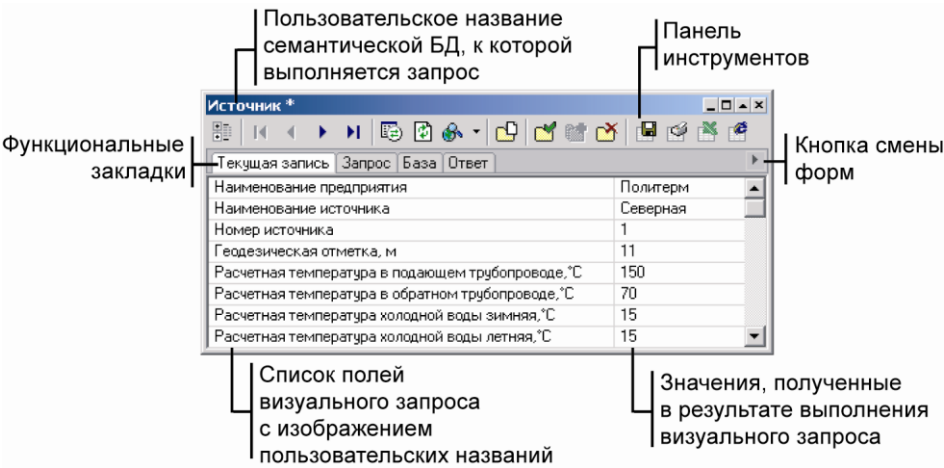 Пользовательское название
семантической БД, к которой
выполняется запрос
Панель
инструментов
Источник *
Функциональные
закладки
Текущая запись Запрос База Ответ
Кнопка смены
форм
Наименование предприятия Политерм
Наименование источника Северная
Номер источника 1
Геодезическая отметка, м 11
Расчетная температура в подающем трубопроводе,°C 150
Расчетная температура в обратном трубопроводе,°C 70
Расчетная температура холодной воды зимняя,°C 15
Расчетная температура холодной воды летняя,°C 15
Список полей
визуального запроса
с изображением
пользовательских названий
Значения, полученные
в результате выполнения
визуального запроса